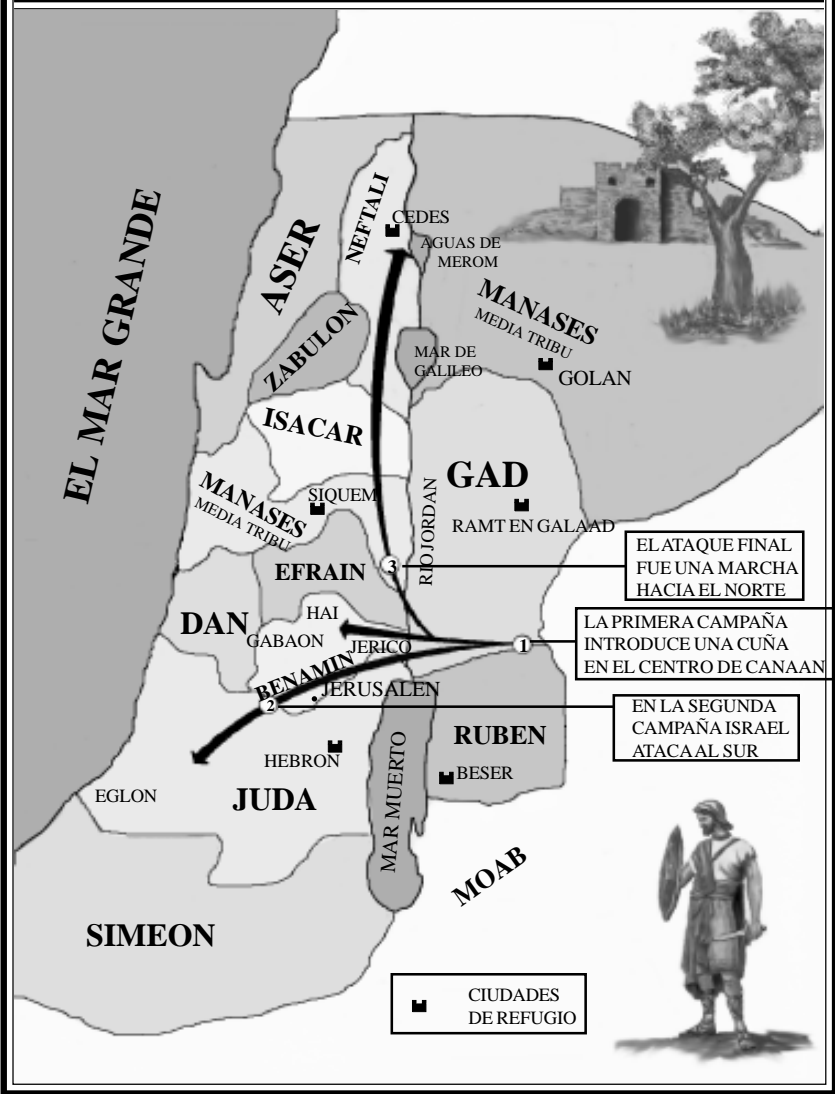 NEFTALI
CEDES
AGUAS DE
MEROM
ASER
EL MAR GRANDE
MANASES
MEDIA TRIBU
GOLAN
ZABULON
MAR DE
GALILEO
ISACAR
GAD
MANASES
MEDIA TRIBU
SIQUEM
RAMT EN GALAAD
RIO JORDAN
EFRAIN
3
EL ATAQUE FINAL
FUE UNA MARCHA
HACIA EL NORTE
DAN
HAI
GABAON
JERICO
1
LA PRIMERA CAMPAÑA
INTRODUCE UNA CUÑA
EN EL CENTRO DE CANAAN
BENAMIN
JERUSALEN
2
EN LA SEGUNDA
CAMPAÑA ISRAEL
ATACA AL SUR
RUBEN
HEBRON
BESER
EGLON
JUDA
MAR MUERTO
MOAB
SIMEON
CIUDADES
DE REFUGIO